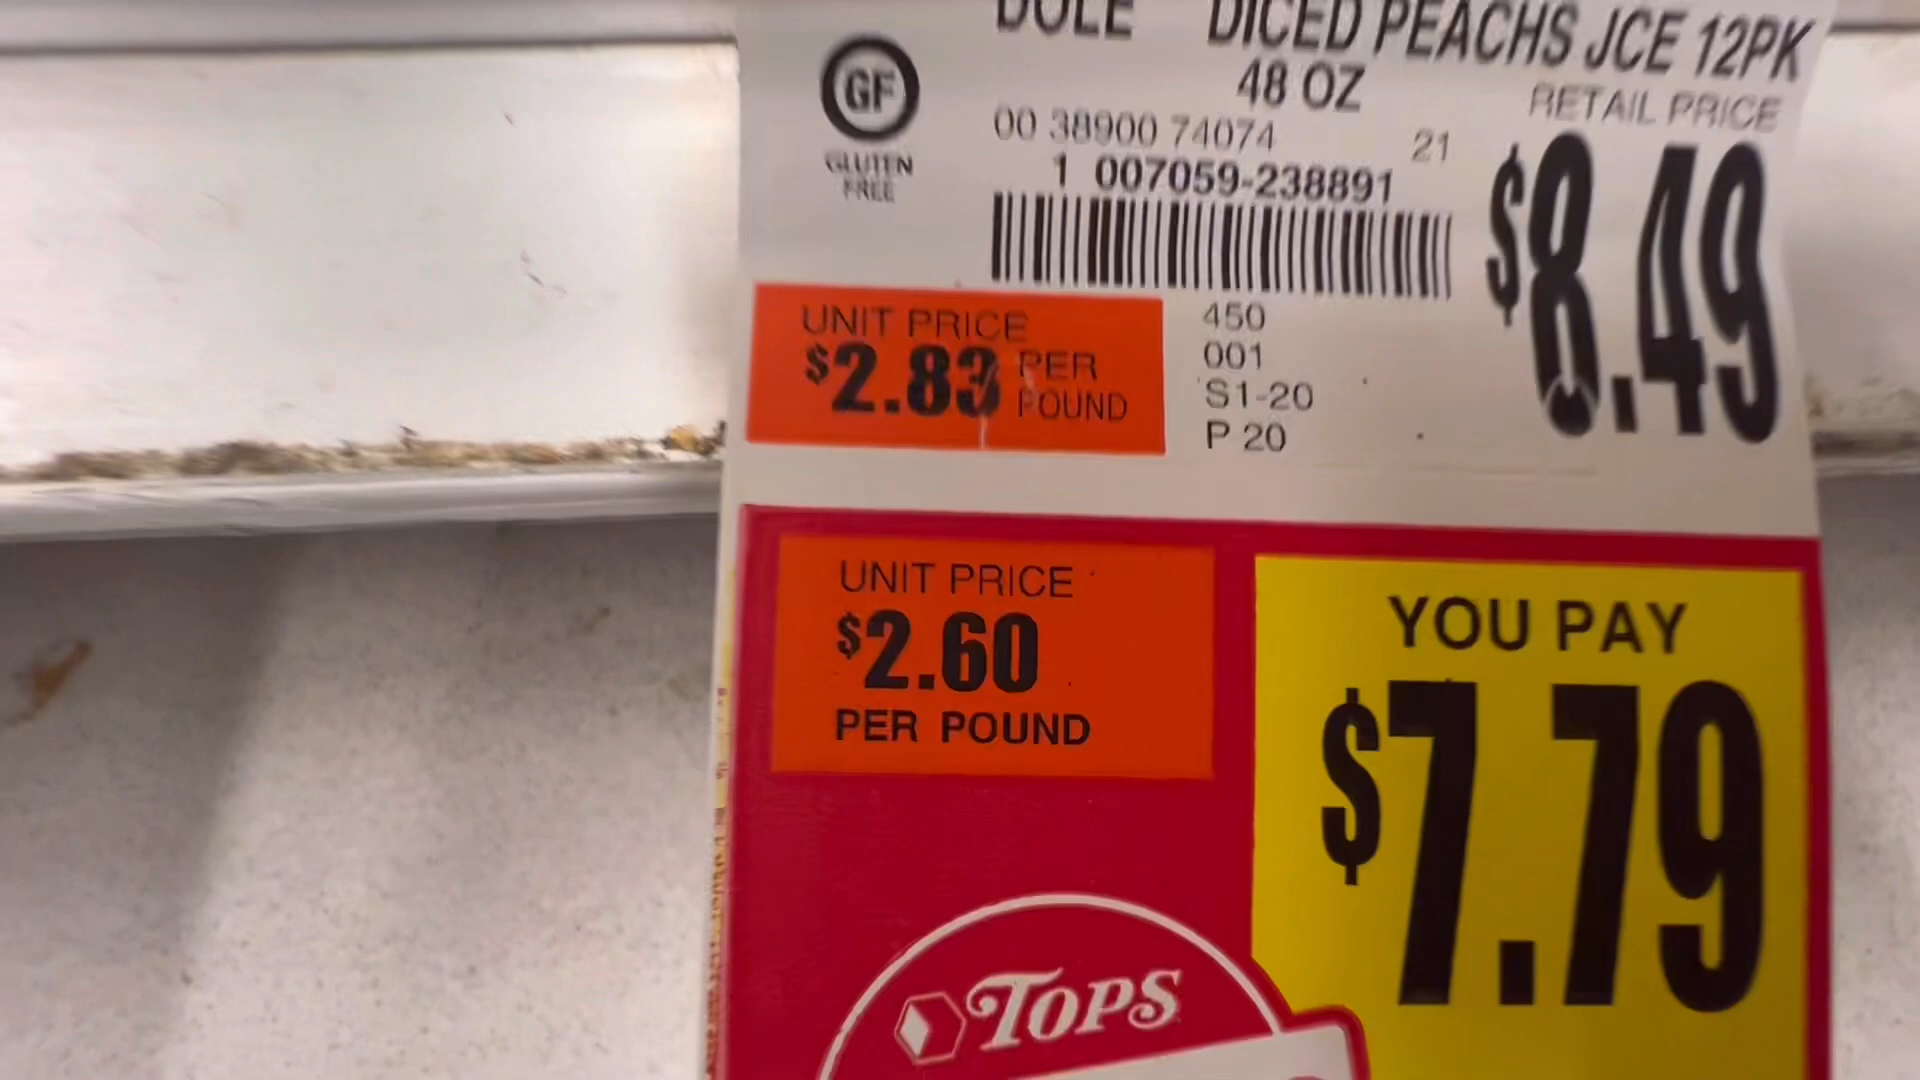 DOLE DICED PEACHS JCE 12PK
48 OZ
GF
GLUTEN
FREE
00 38900 74074 21
1 007059-238891
RETAIL PRICE
$8.49
UNIT PRICE
$2.83 PER
POUND
450
001
S1-20
P 20
UNIT PRICE
$2.60
PER POUND
YOU PAY
$7.79
TOPS